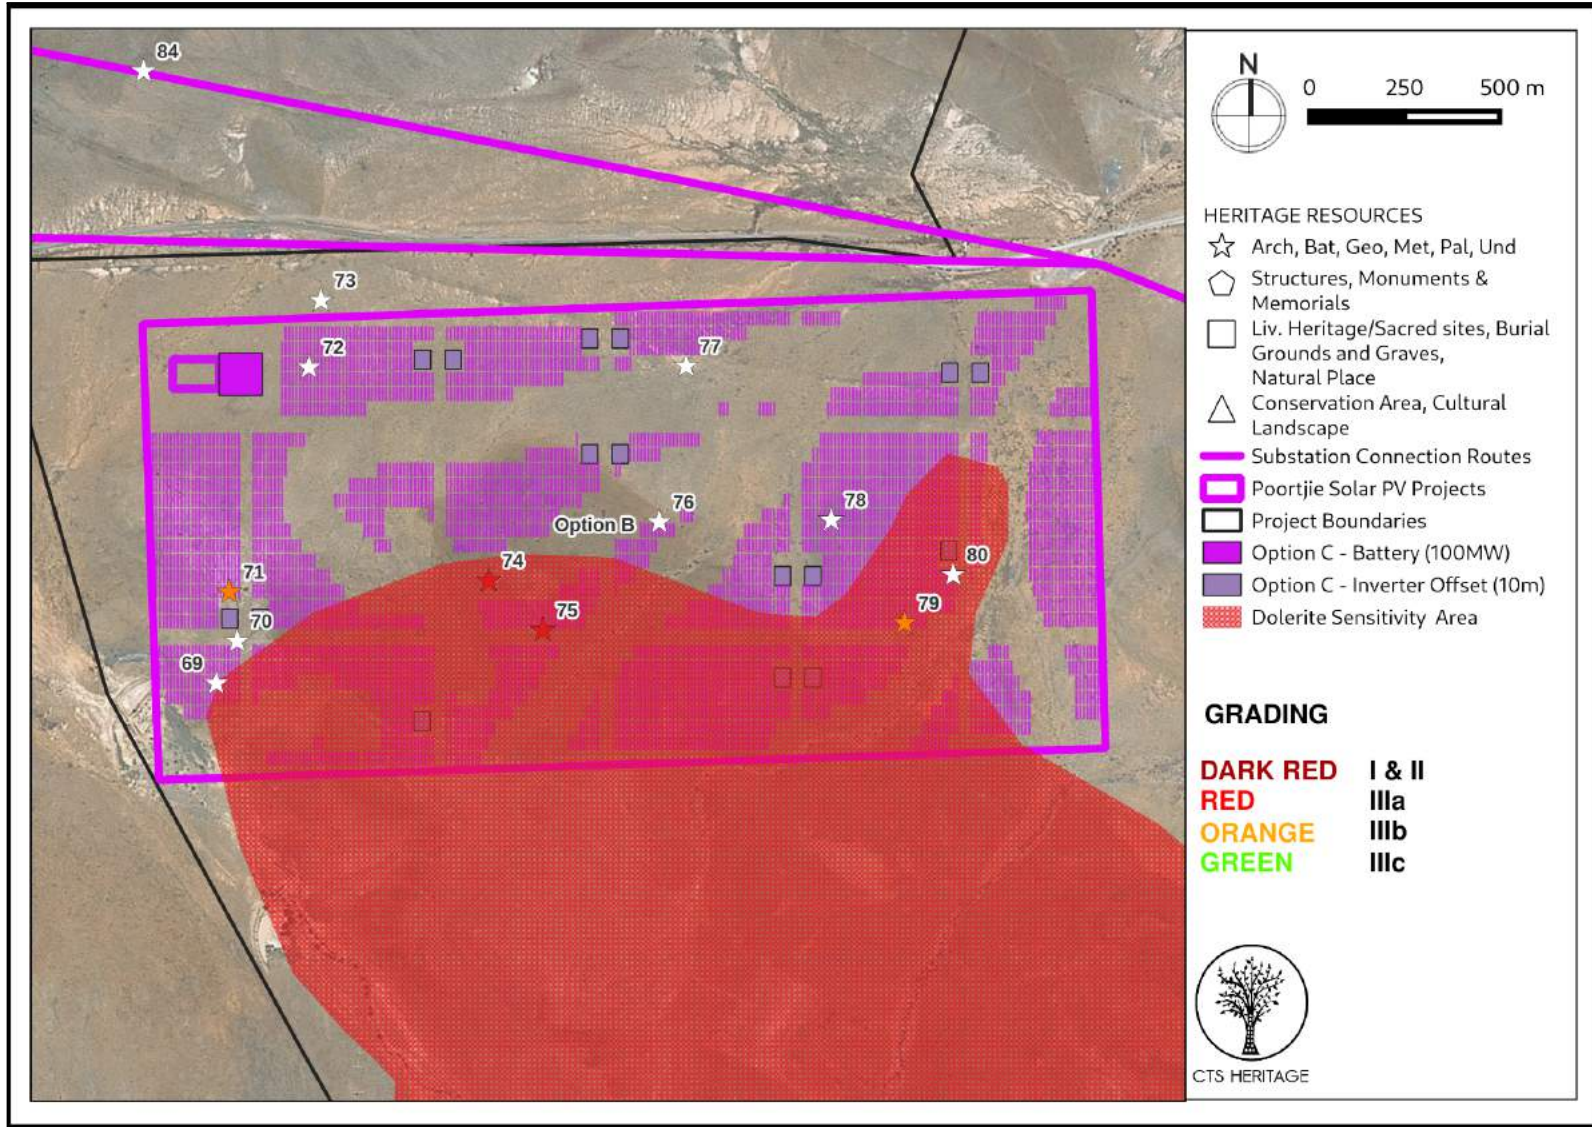 84
73
72
77
76
78
Option B
74
71
80
75
79
70
69
N
0 250 500 m
HERITAGE RESOURCES
Arch, Bat, Geo, Met, Pal, Und
Structures, Monuments &
Memorials
Liv. Heritage/Sacred sites, Burial
Grounds and Graves,
Natural Place
Conservation Area, Cultural
Landscape
Substation Connection Routes
Poortjie Solar PV Projects
Project Boundaries
Option C - Battery (100MW)
Option C - Inverter Offset (10m)
Dolerite Sensitivity Area
GRADING
DARK RED I & II
RED IIIa
ORANGE IIIb
GREEN IIIc
CTS HERITAGE